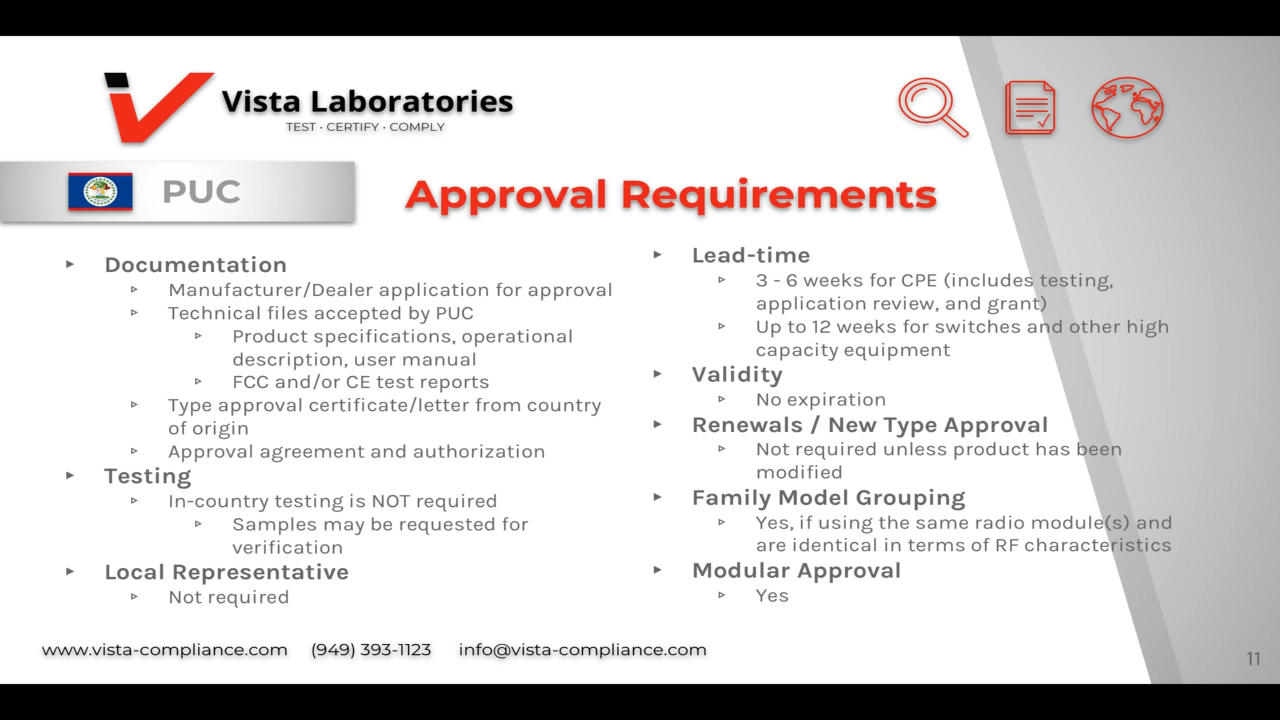 Vista Laboratories
TEST · CERTIFY · COMPLY
PUC
Approval Requirements
Documentation
Manufacturer/Dealer application for approval
Technical files accepted by PUC
Product specifications, operational
description, user manual
FCC and/or CE test reports
Type approval certificate/letter from country
of origin
Approval agreement and authorization
Testing
In-country testing is NOT required
Samples may be requested for
verification
Local Representative
Not required
Lead-time
3 - 6 weeks for CPE (includes testing,
application review, and grant)
Up to 12 weeks for switches and other high
capacity equipment
Validity
No expiration
Renewals / New Type Approval
Not required unless product has been
modified
Family Model Grouping
Yes, if using the same radio module(s) and
are identical in terms of RF characteristics
Modular Approval
Yes
www.vista-compliance.com (949) 393-1123 info@vista-compliance.com
11